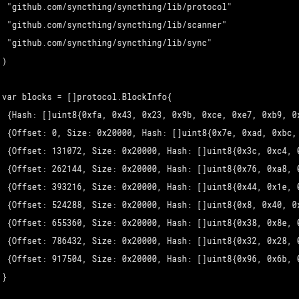 "github.com/syncthing/syncthing/lib/protocol"
"github.com/syncthing/syncthing/lib/scanner"
"github.com/syncthing/syncthing/lib/sync"
)
var blocks = []protocol.BlockInfo{
{Hash: []uint8{0xfa, 0x43, 0x23, 0x9b, 0xce, 0xe7, 0xb9, 0x
{Offset: 0, Size: 0x20000, Hash: []uint8{0x7e, 0xad, 0xbc,
{Offset: 131072, Size: 0x20000, Hash: []uint8{0x3c, 0xc4,
{Offset: 262144, Size: 0x20000, Hash: []uint8{0x76, 0xa8,
{Offset: 393216, Size: 0x20000, Hash: []uint8{0x44, 0x1e,
{Offset: 524288, Size: 0x20000, Hash: []uint8{0x8, 0x40,
{Offset: 655360, Size: 0x20000, Hash: []uint8{0x38, 0x8e,
{Offset: 786432, Size: 0x20000, Hash: []uint8{0x32, 0x28,
{Offset: 917504, Size: 0x20000, Hash: []uint8{0x96, 0x6b,
}